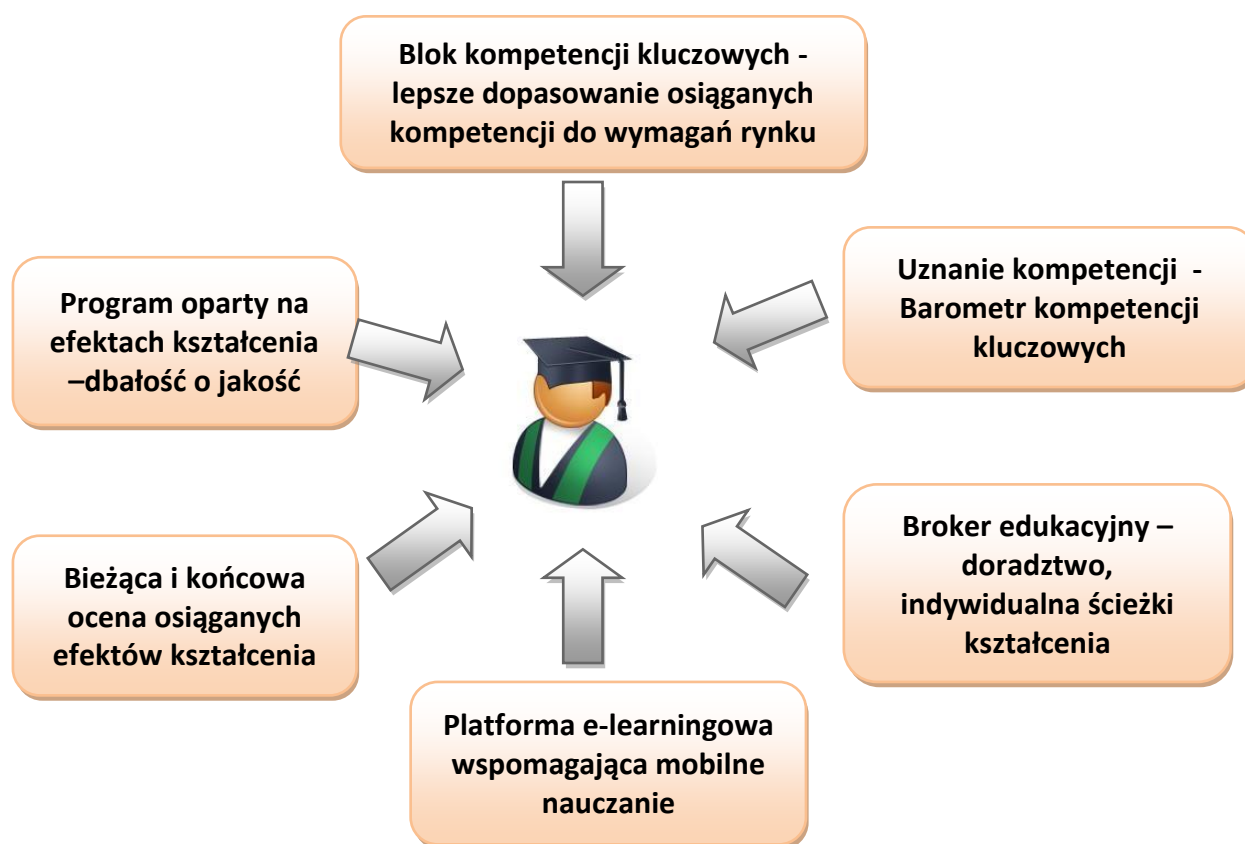 Blok kompetencji kluczowych -
lepsze dopasowanie osiąganych
kompetencji do wymagań rynku
Program oparty na
efektach kształcenia
–dbałość o jakość
Uznanie kompetencji -
Barometr kompetencji
kluczowych
Bieżąca i końcowa
ocena osiąganych
efektów kształcenia
Broker edukacyjny –
doradztwo,
indywidualna ścieżki
kształcenia
Platforma e-learningowa
wspomagająca mobilne
nauczanie